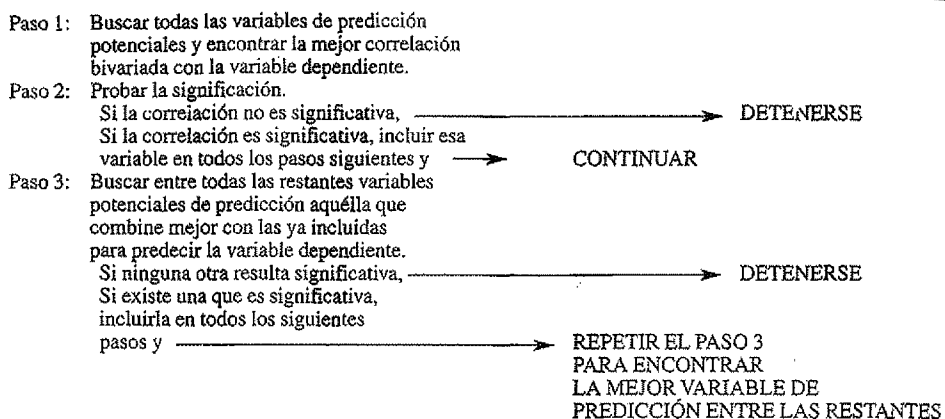 Paso 1: Buscar todas las variables de predicción
potenciales y encontrar la mejor correlación
bivariada con la variable dependiente.
Paso 2: Probar la significación.
Si la correlación no es significativa, DETENERSE
Si la correlación es significativa, incluir esa
variable en todos los pasos siguientes y CONTINUAR
Paso 3: Buscar entre todas las restantes variables
potenciales de predicción aquélla que
combine mejor con las ya incluidas
para predecir la variable dependiente.
Si ninguna otra resulta significativa, DETENERSE
Si existe una que es significativa,
incluirla en todos los siguientes
pasos y REPETIR EL PASO 3
PARA ENCONTRAR
LA MEJOR VARIABLE DE
PREDICCIÓN ENTRE LAS RESTANTES